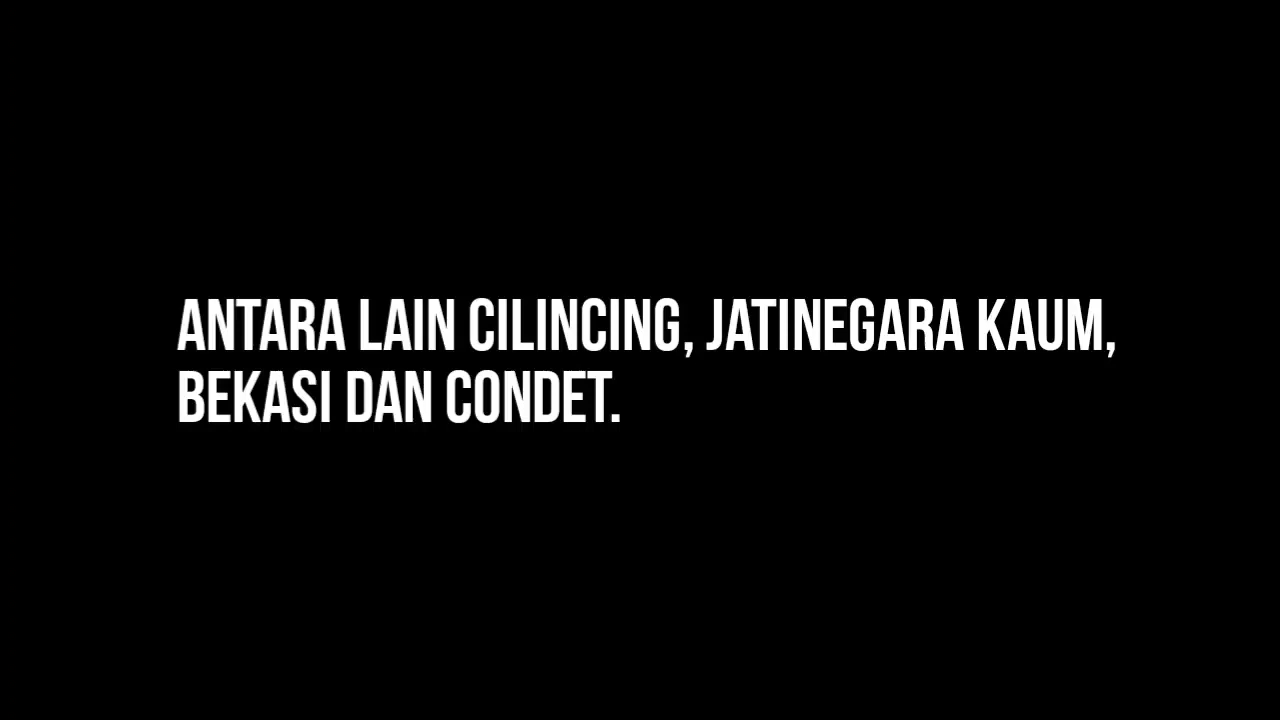 ANTARA LAIN CILINCING, JATINEGARA KAUM,
BEKASI DAN CONDET.